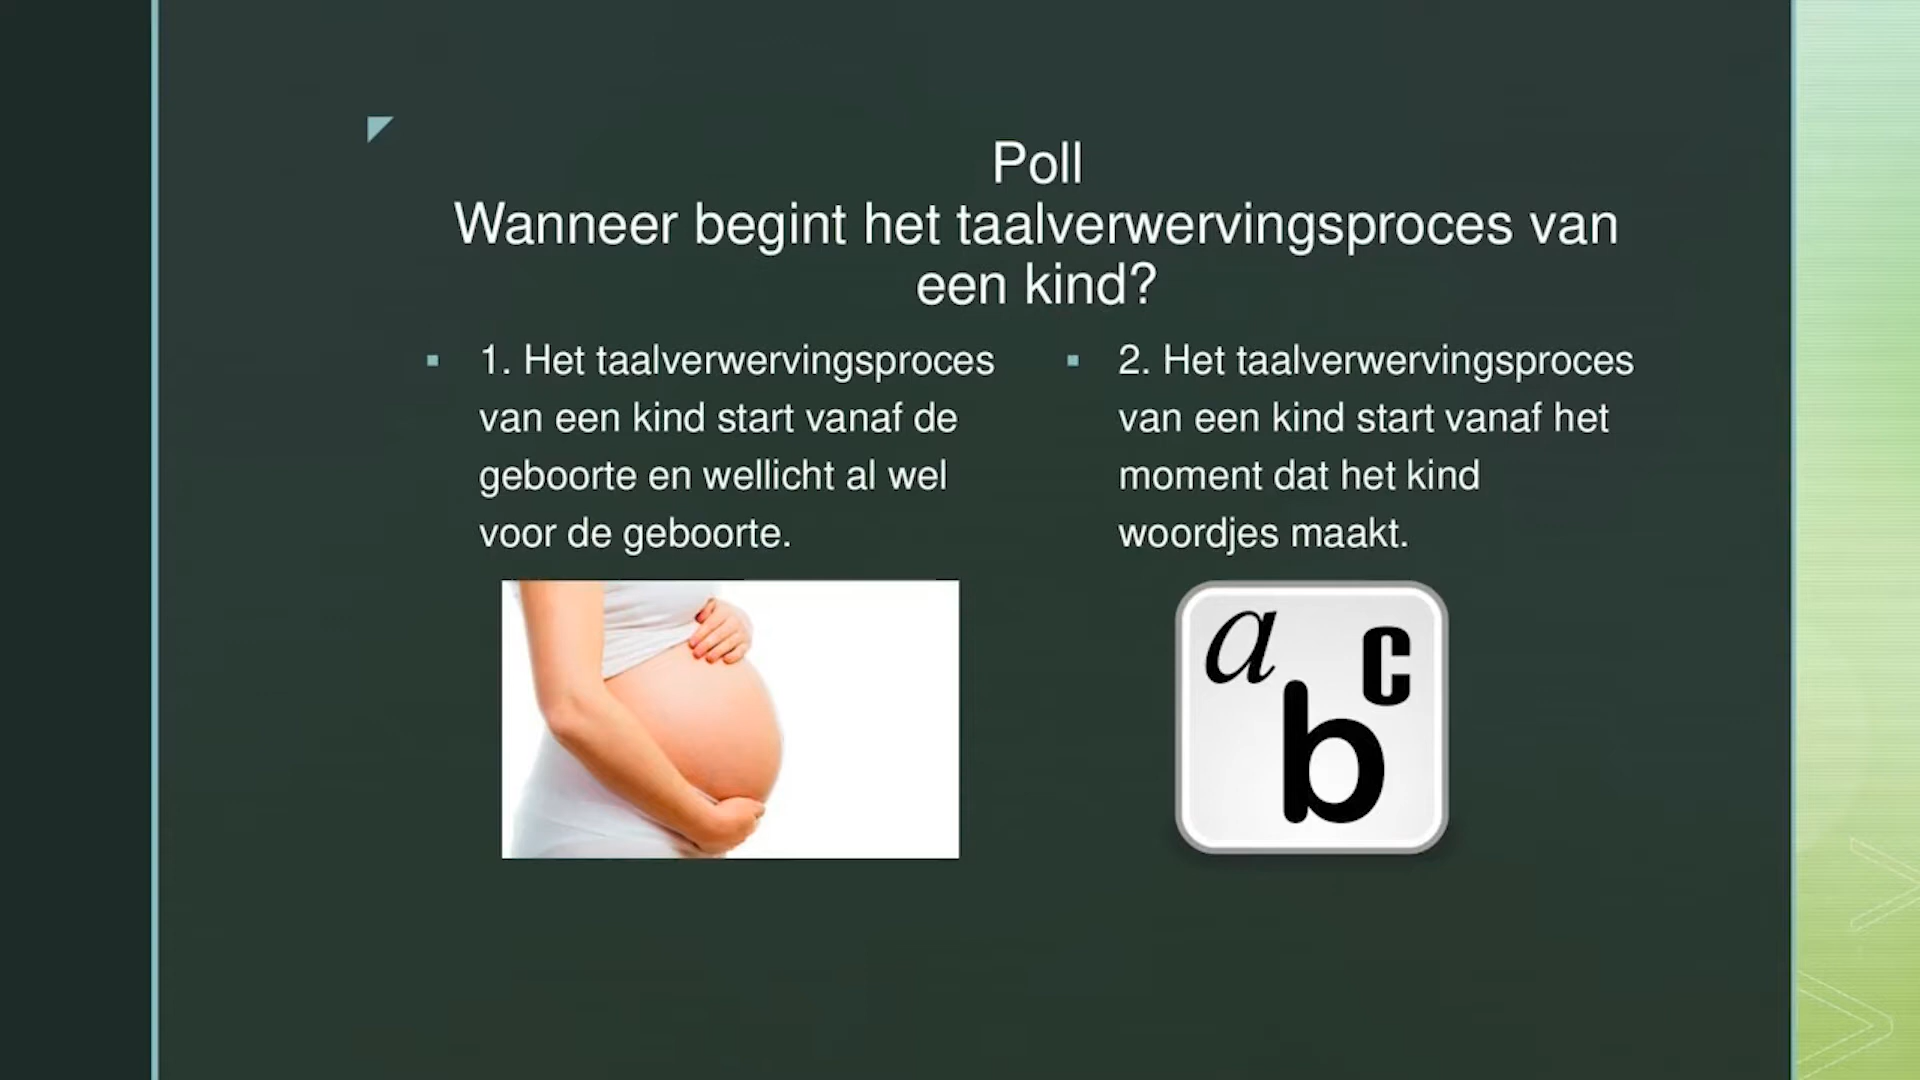 Poll
Wanneer begint het taalverwervingsproces van
een kind?
1. Het taalverwervingsproces
van een kind start vanaf de
geboorte en wellicht al wel
voor de geboorte.
2. Het taalverwervingsproces
van een kind start vanaf het
moment dat het kind
woordjes maakt.
a b c